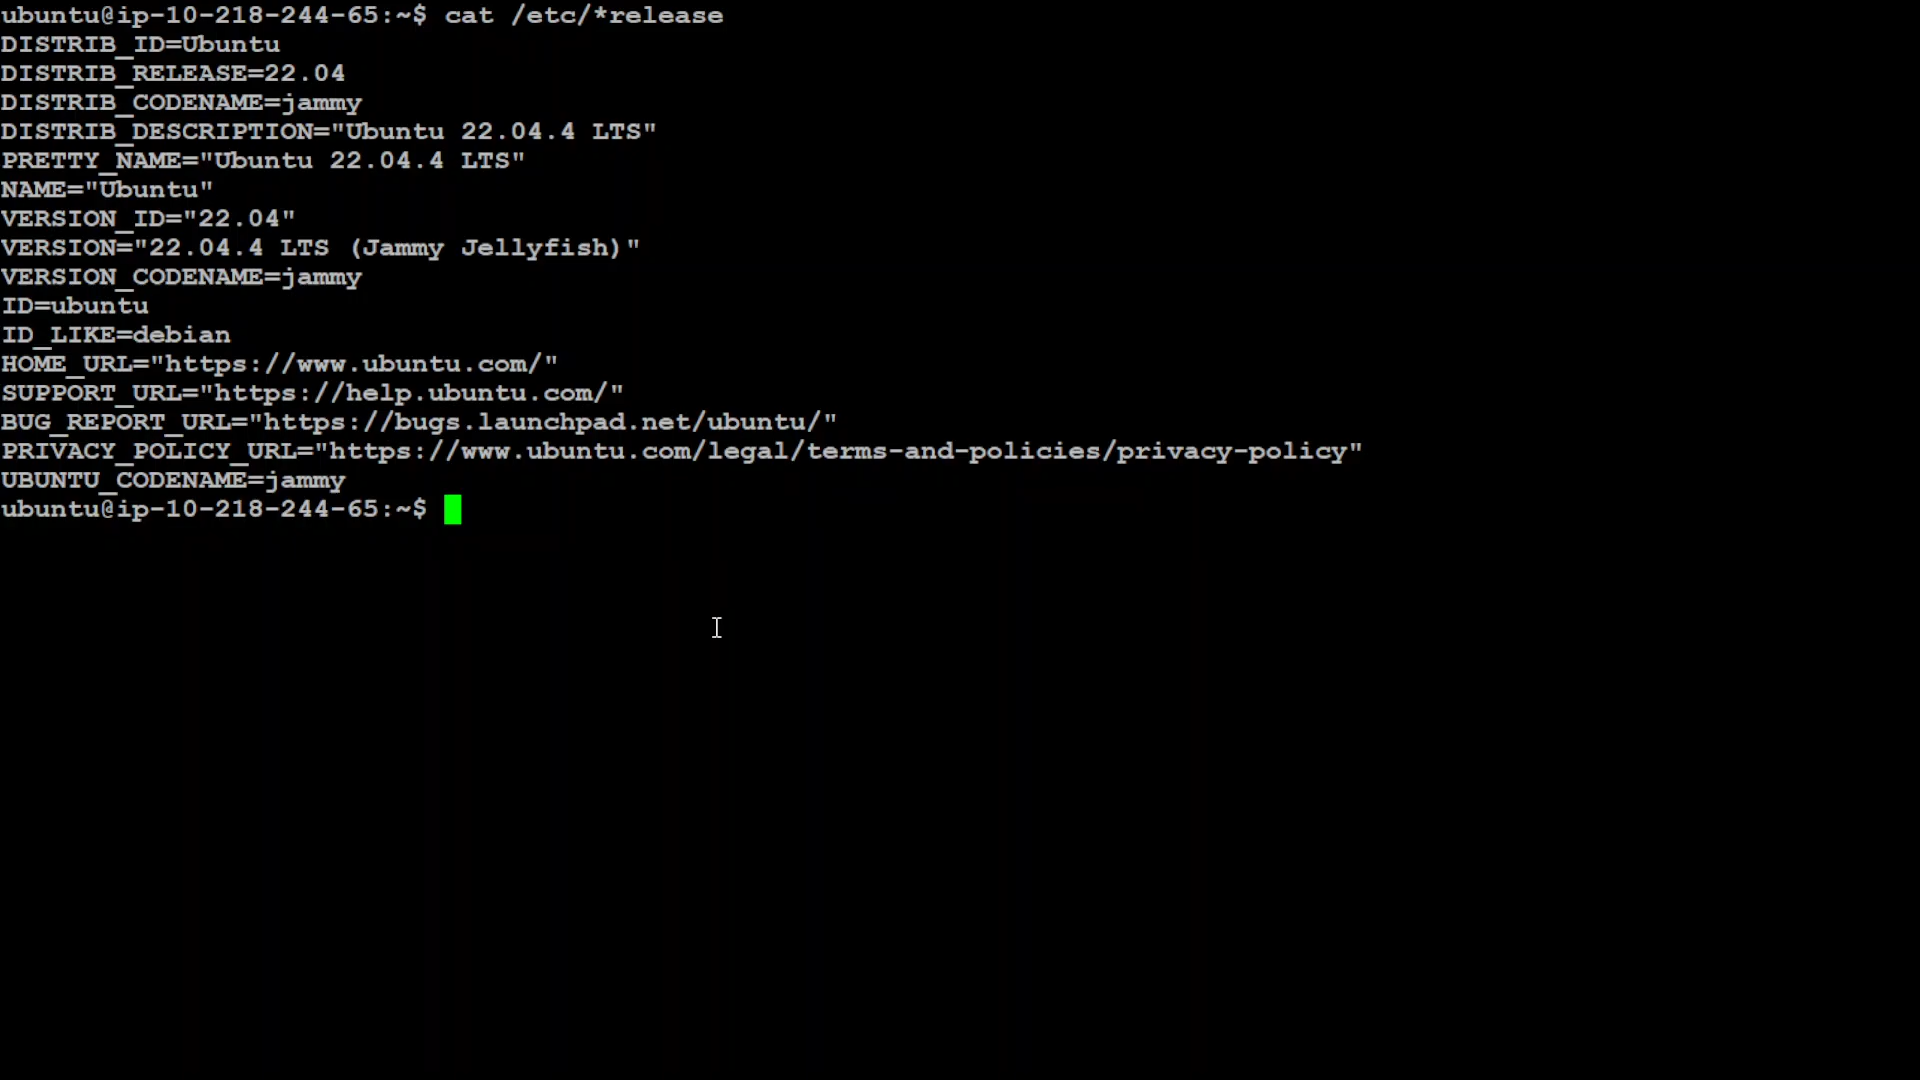 ubuntu@ip-10-218-244-65:~$ cat /etc/*release
DISTRIB_ID=Ubuntu
DISTRIB_RELEASE=22.04
DISTRIB_CODENAME=jammy
DISTRIB_DESCRIPTION="Ubuntu 22.04.4 LTS"
PRETTY_NAME="Ubuntu 22.04.4 LTS"
NAME="Ubuntu"
VERSION_ID="22.04"
VERSION="22.04.4 LTS (Jammy Jellyfish)"
VERSION_CODENAME=jammy
ID=ubuntu
ID_LIKE=debian
HOME_URL="https://www.ubuntu.com/"
SUPPORT_URL="https://help.ubuntu.com/"
BUG_REPORT_URL="https://bugs.launchpad.net/ubuntu/"
PRIVACY_POLICY_URL="https://www.ubuntu.com/legal/terms-and-policies/privacy-policy"
UBUNTU_CODENAME=jammy
ubuntu@ip-10-218-244-65:~$